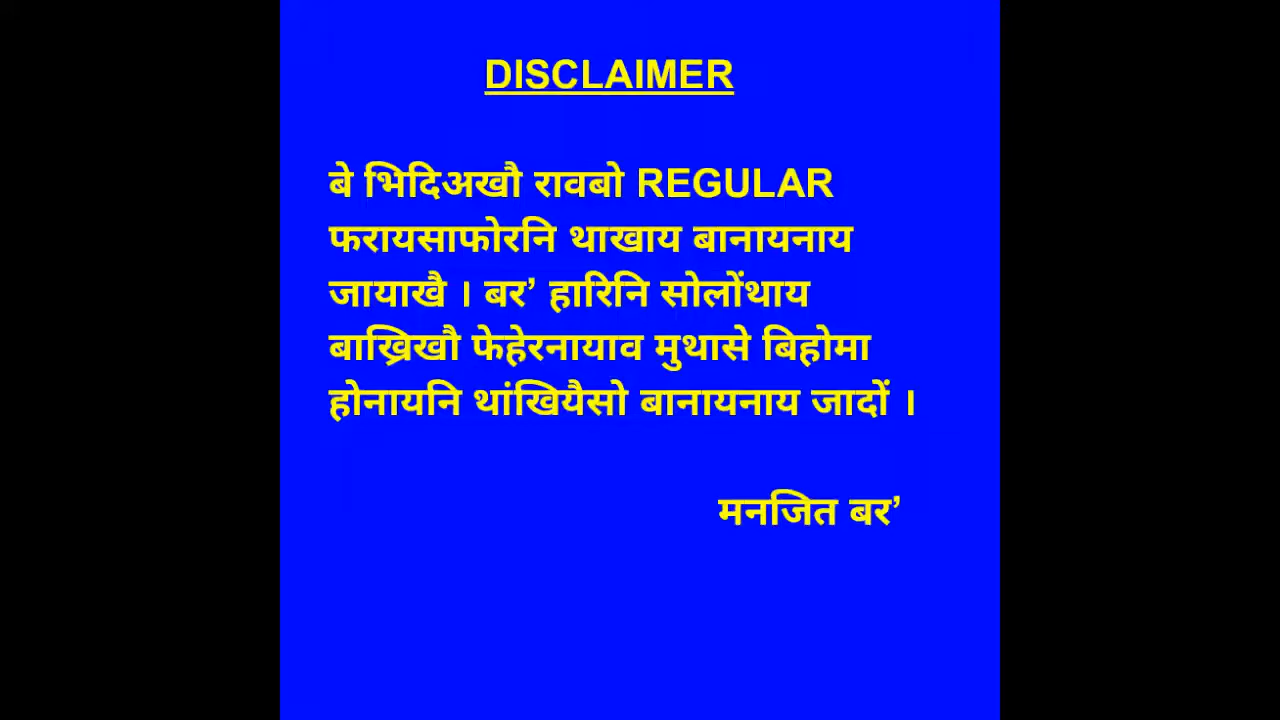 DISCLAIMER
बे भिदिअखौ रावबो REGULAR
फरायसाफोरनि थाखाय बानायनाय
जायाखै । बर’ हारिनि सोलोंथाय
बाख्रिखौ फेहेरनायाव मुथासे बिहोमा
होनायनि थांखियैसो बानायनाय जादों ।
मनजित बर’